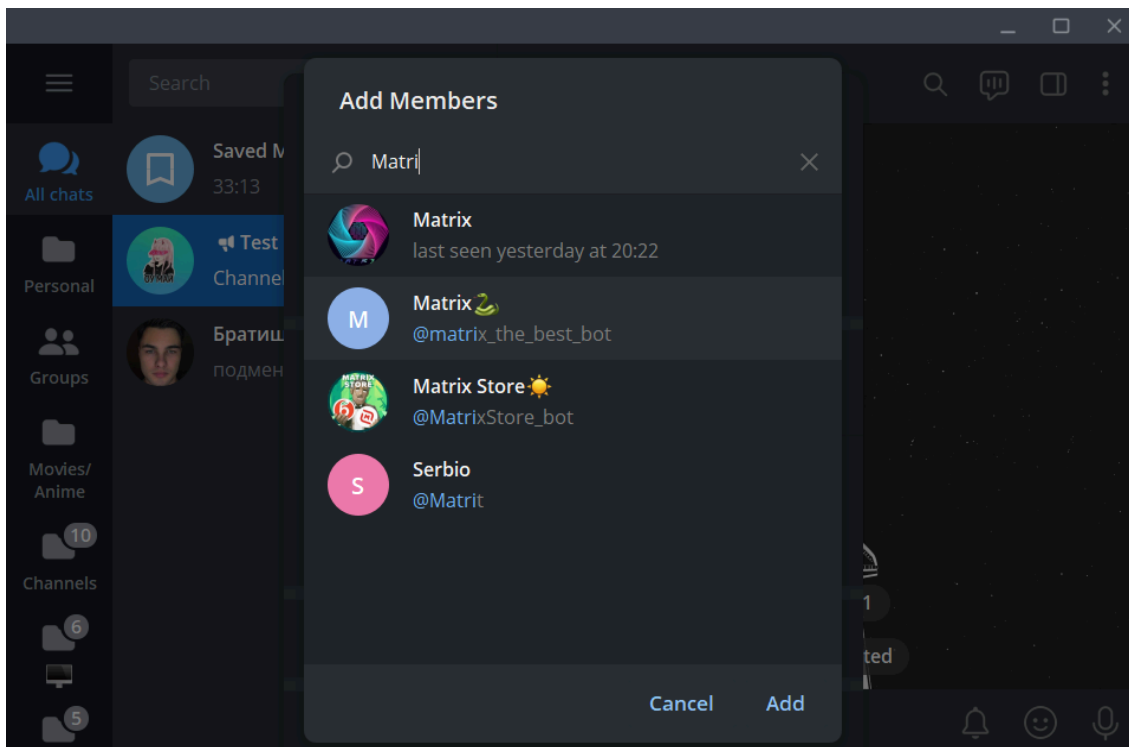 Search
Add Members
Matri
Saved M
33:13
All chats
Matrix
last seen yesterday at 20:22
Test
Channel
Personal
Matrix🐍
@matrix_the_best_bot
Братиш
подмен
Groups
Matrix Store☀️
@MatrixStore_bot
MATRIX
STORE
Movies/
Anime
S
Serbio
@Matrit
M
10
Channels
6
1
ted
5
Cancel
Add